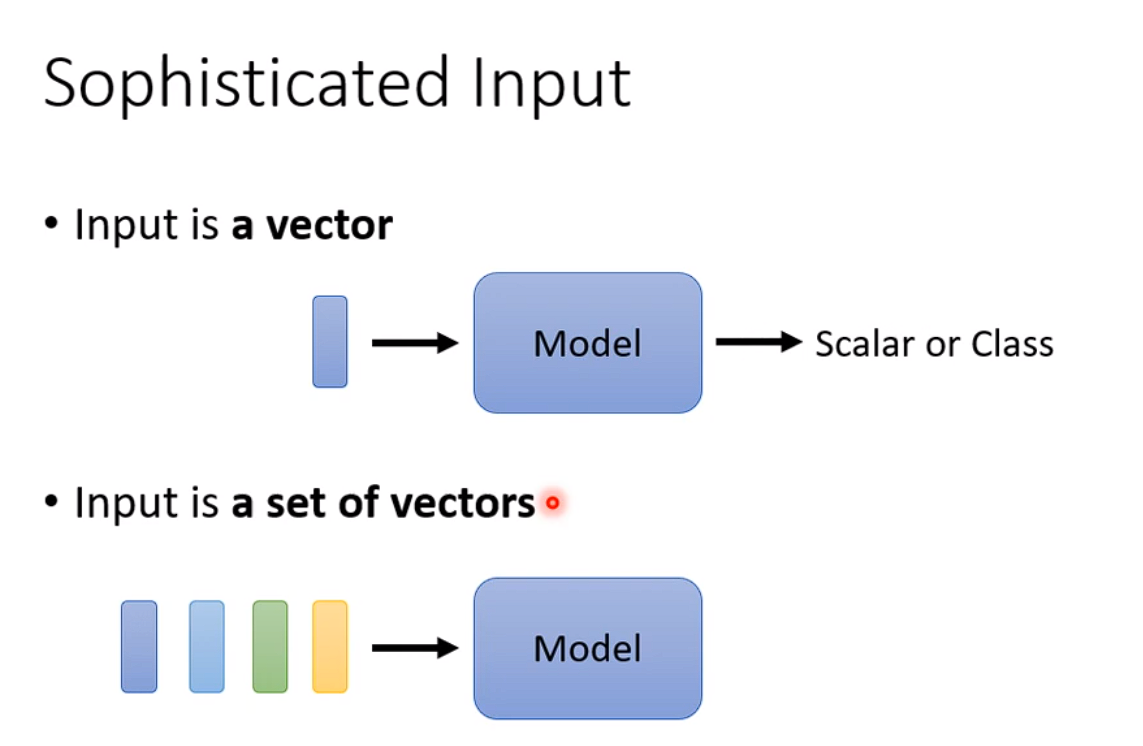 Sophisticated Input
• Input is a vector
Model
Scalar or Class
• Input is a set of vectors
Model